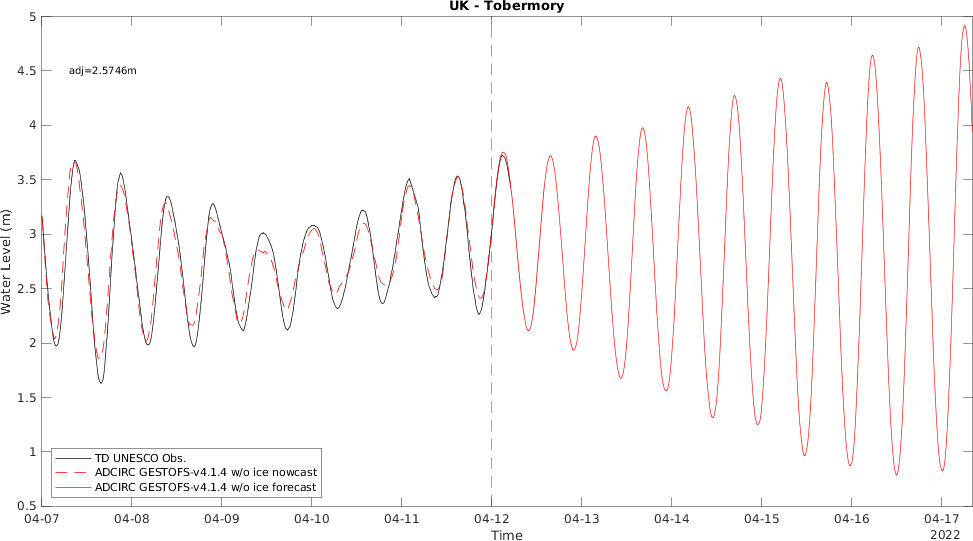 UK - Tobermory
5
4.5
4
3.5
3
2.5
2
1.5
1
0.5
Water Level (m)
adj=2.5746m
TD UNESCO Obs.
ADCIRC GESTOFS-v4.1.4 w/o ice nowcast
ADCIRC GESTOFS-v4.1.4 w/o ice forecast
04-07 04-08 04-09 04-10 04-11 04-12 04-13 04-14 04-15 04-16 04-17
Time
2022